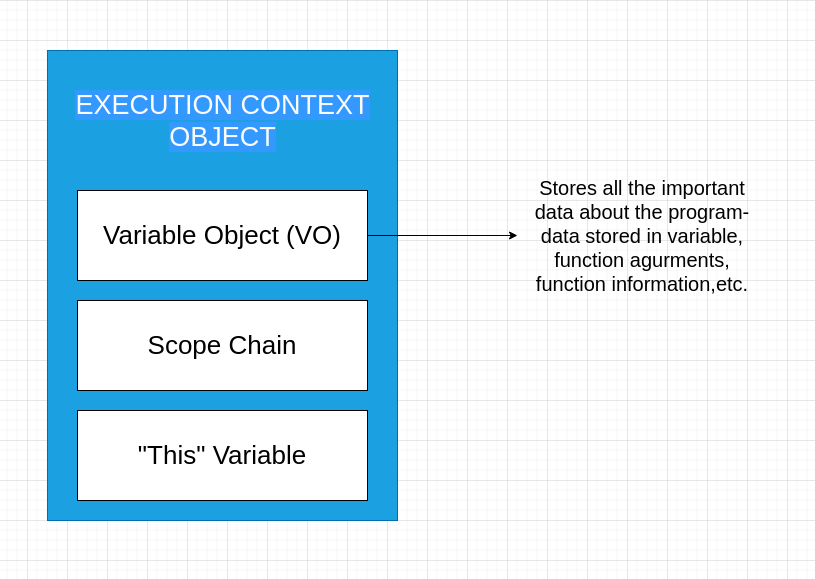 EXECUTION CONTEXT
OBJECT
Variable Object (VO)
Stores all the important
data about the program-
data stored in variable,
function agurments,
function information,etc.
Scope Chain
"This" Variable